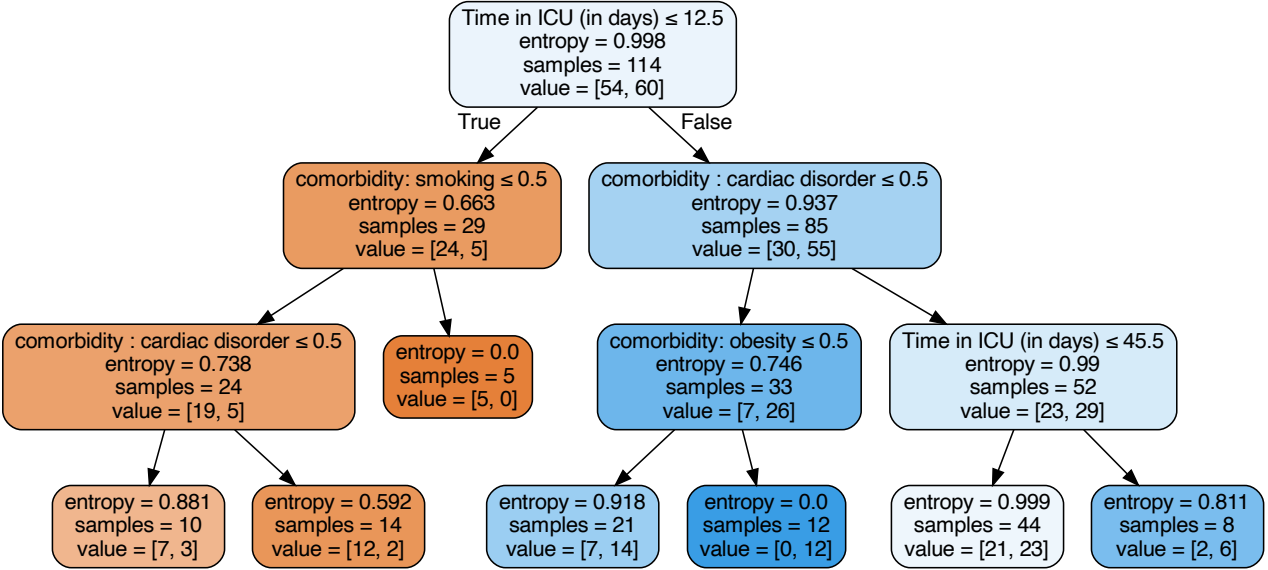 Time in ICU (in days) ≤ 12.5
entropy = 0.998
samples = 114
value = [54, 60]
True
False
comorbidity: smoking ≤ 0.5
entropy = 0.663
samples = 29
value = [24, 5]
comorbidity : cardiac disorder ≤ 0.5
entropy = 0.937
samples = 85
value = [30, 55]
comorbidity : cardiac disorder ≤ 0.5
entropy = 0.738
samples = 24
value = [19, 5]
entropy = 0.0
samples = 5
value = [5, 0]
comorbidity: obesity ≤ 0.5
entropy = 0.746
samples = 33
value = [7, 26]
Time in ICU (in days) ≤ 45.5
entropy = 0.99
samples = 52
value = [23, 29]
entropy = 0.881
samples = 10
value = [7, 3]
entropy = 0.592
samples = 14
value = [12, 2]
entropy = 0.918
samples = 21
value = [7, 14]
entropy = 0.0
samples = 12
value = [0, 12]
entropy = 0.999
samples = 44
value = [21, 23]
entropy = 0.811
samples = 8
value = [2, 6]